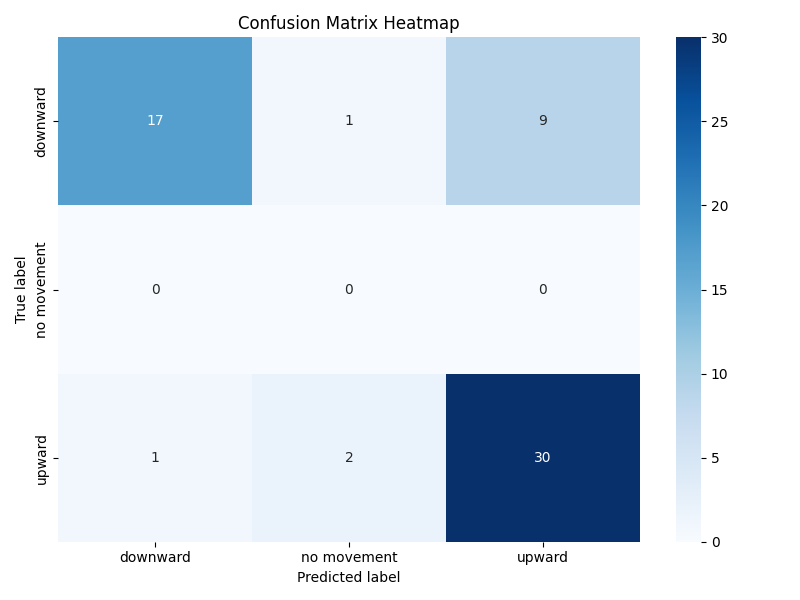 Confusion Matrix Heatmap
True label
downward
17 1 9
no movement
0 0 0
upward
1 2 30
downward no movement upward
Predicted label
30
25
20
15
10
5
0